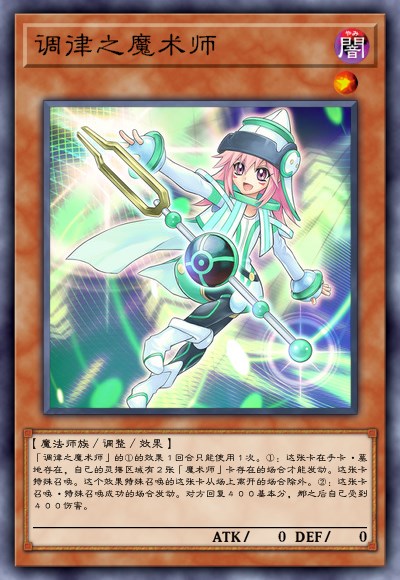 调律之魔术师
やみ
闇
【魔法师族／调整／效果】
「调律之魔术师」的①的效果1回合只能使用1次。①：这张卡在手卡·墓
地存在，自己的灵摆区域有2张「魔术师」卡存在的场合才能发动。这张卡
特殊召唤。这个效果特殊召唤的这张卡从场上离开的场合除外。②：这张卡
召唤·特殊召唤成功的场合发动。对方回复400基本分，那之后自己受到
400伤害。
ATK/ 0 DEF/ 0